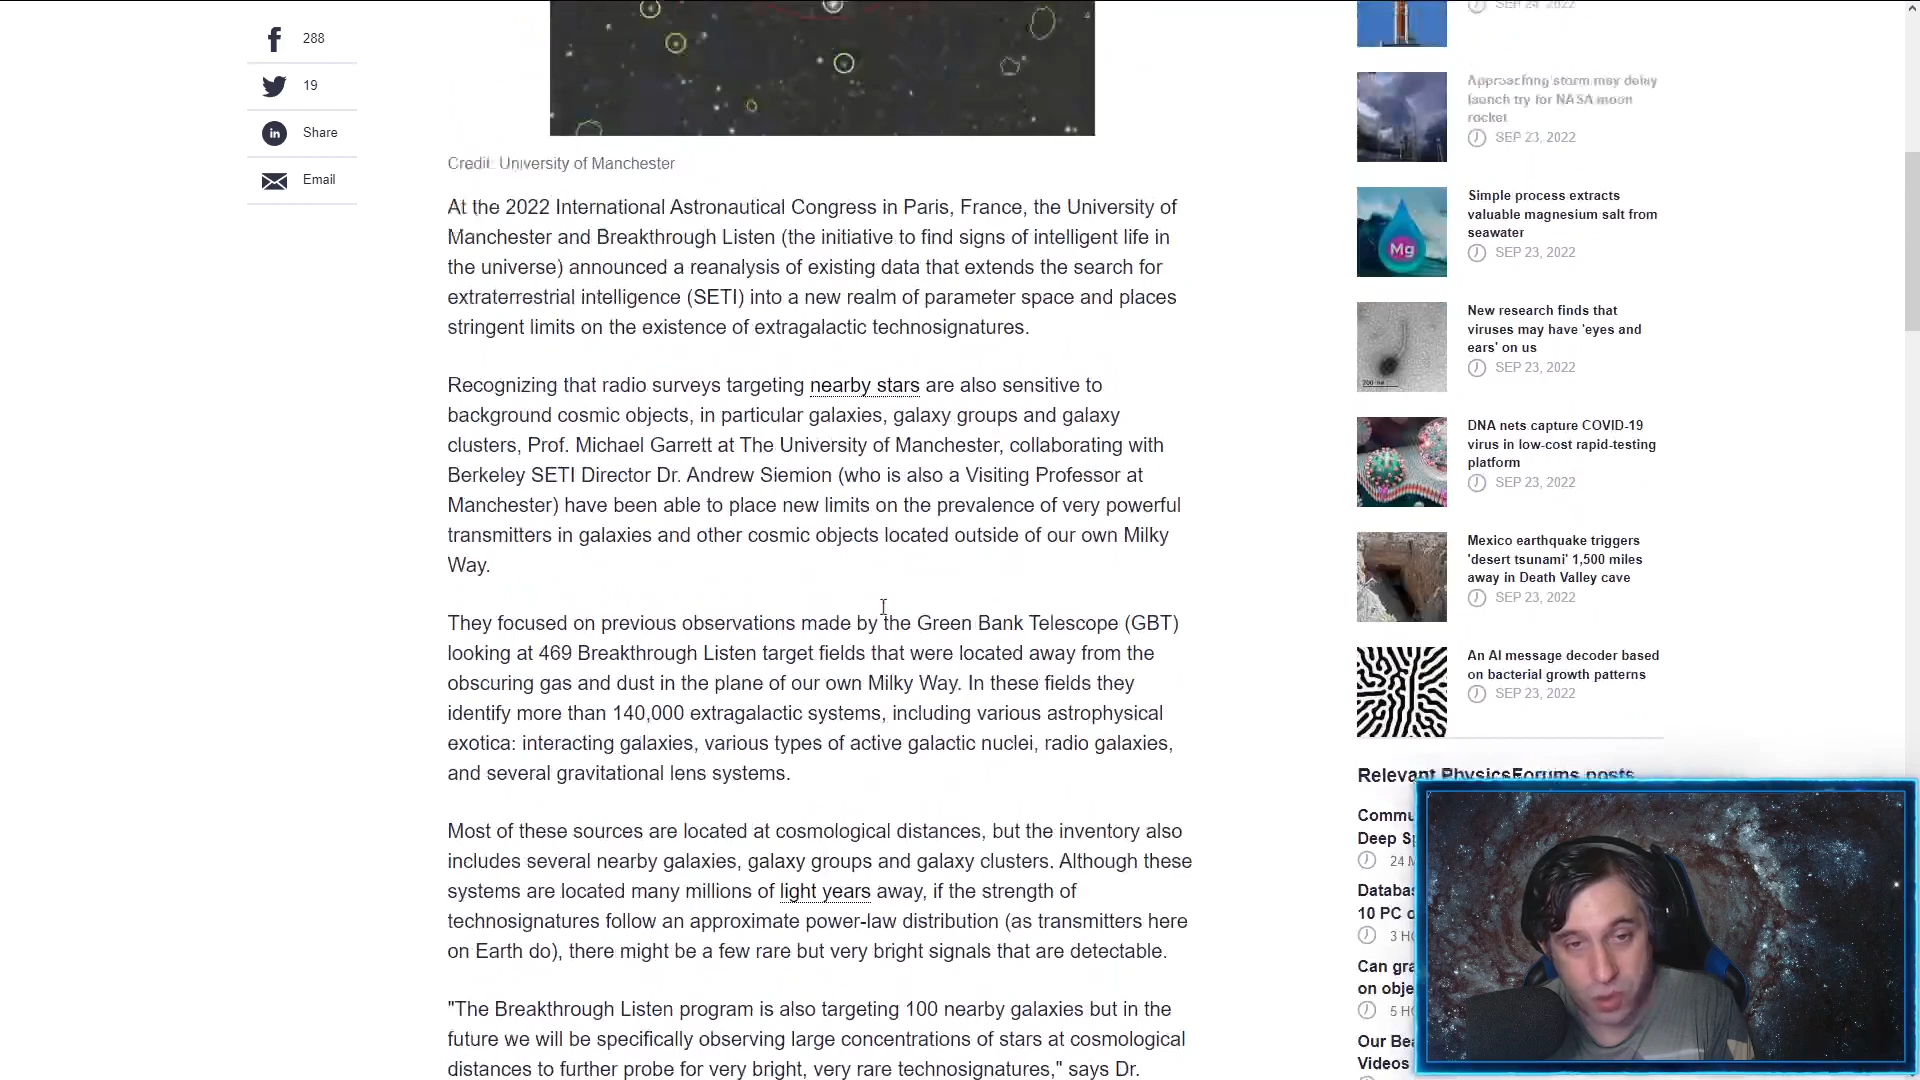 288
19
Share
Email
Credit: University of Manchester
At the 2022 International Astronautical Congress in Paris, France, the University of
Manchester and Breakthrough Listen (the initiative to find signs of intelligent life in
the universe) announced a reanalysis of existing data that extends the search for
extraterrestrial intelligence (SETI) into a new realm of parameter space and places
stringent limits on the existence of extragalactic technosignatures.
Recognizing that radio surveys targeting nearby stars are also sensitive to
background cosmic objects, in particular galaxies, galaxy groups and galaxy
clusters, Prof. Michael Garrett at The University of Manchester, collaborating with
Berkeley SETI Director Dr. Andrew Siemion (who is also a Visiting Professor at
Manchester) have been able to place new limits on the prevalence of very powerful
transmitters in galaxies and other cosmic objects located outside of our own Milky
Way.
They focused on previous observations made by the Green Bank Telescope (GBT)
looking at 469 Breakthrough Listen target fields that were located away from the
obscuring gas and dust in the plane of our own Milky Way. In these fields they
identify more than 140,000 extragalactic systems, including various astrophysical
exotica: interacting galaxies, various types of active galactic nuclei, radio galaxies,
and several gravitational lens systems.
Most of these sources are located at cosmological distances, but the inventory also
includes several nearby galaxies, galaxy groups and galaxy clusters. Although these
systems are located many millions of light years away, if the strength of
technosignatures follow an approximate power-law distribution (as transmitters here
on Earth do), there might be a few rare but very bright signals that are detectable.
"The Breakthrough Listen program is also targeting 100 nearby galaxies but in the
future we will be specifically observing large concentrations of stars at cosmological
distances to further probe for very bright, very rare technosignatures," says Dr.
SEP 24, 2022
Approaching storm may delay
launch try for NASA moon
rocket
SEP 23, 2022
Simple process extracts
valuable magnesium salt from
seawater
Mg
SEP 23, 2022
New research finds that
viruses may have 'eyes and
ears' on us
200 nm
SEP 23, 2022
DNA nets capture COVID-19
virus in low-cost rapid-testing
platform
SEP 23, 2022
Mexico earthquake triggers
'desert tsunami' 1,500 miles
away in Death Valley cave
SEP 23, 2022
An AI message decoder based
on bacterial growth patterns
SEP 23, 2022
Relevant PhysicsForums posts
Deep
24
10 PC
3
Can
on
5
Our
Videos